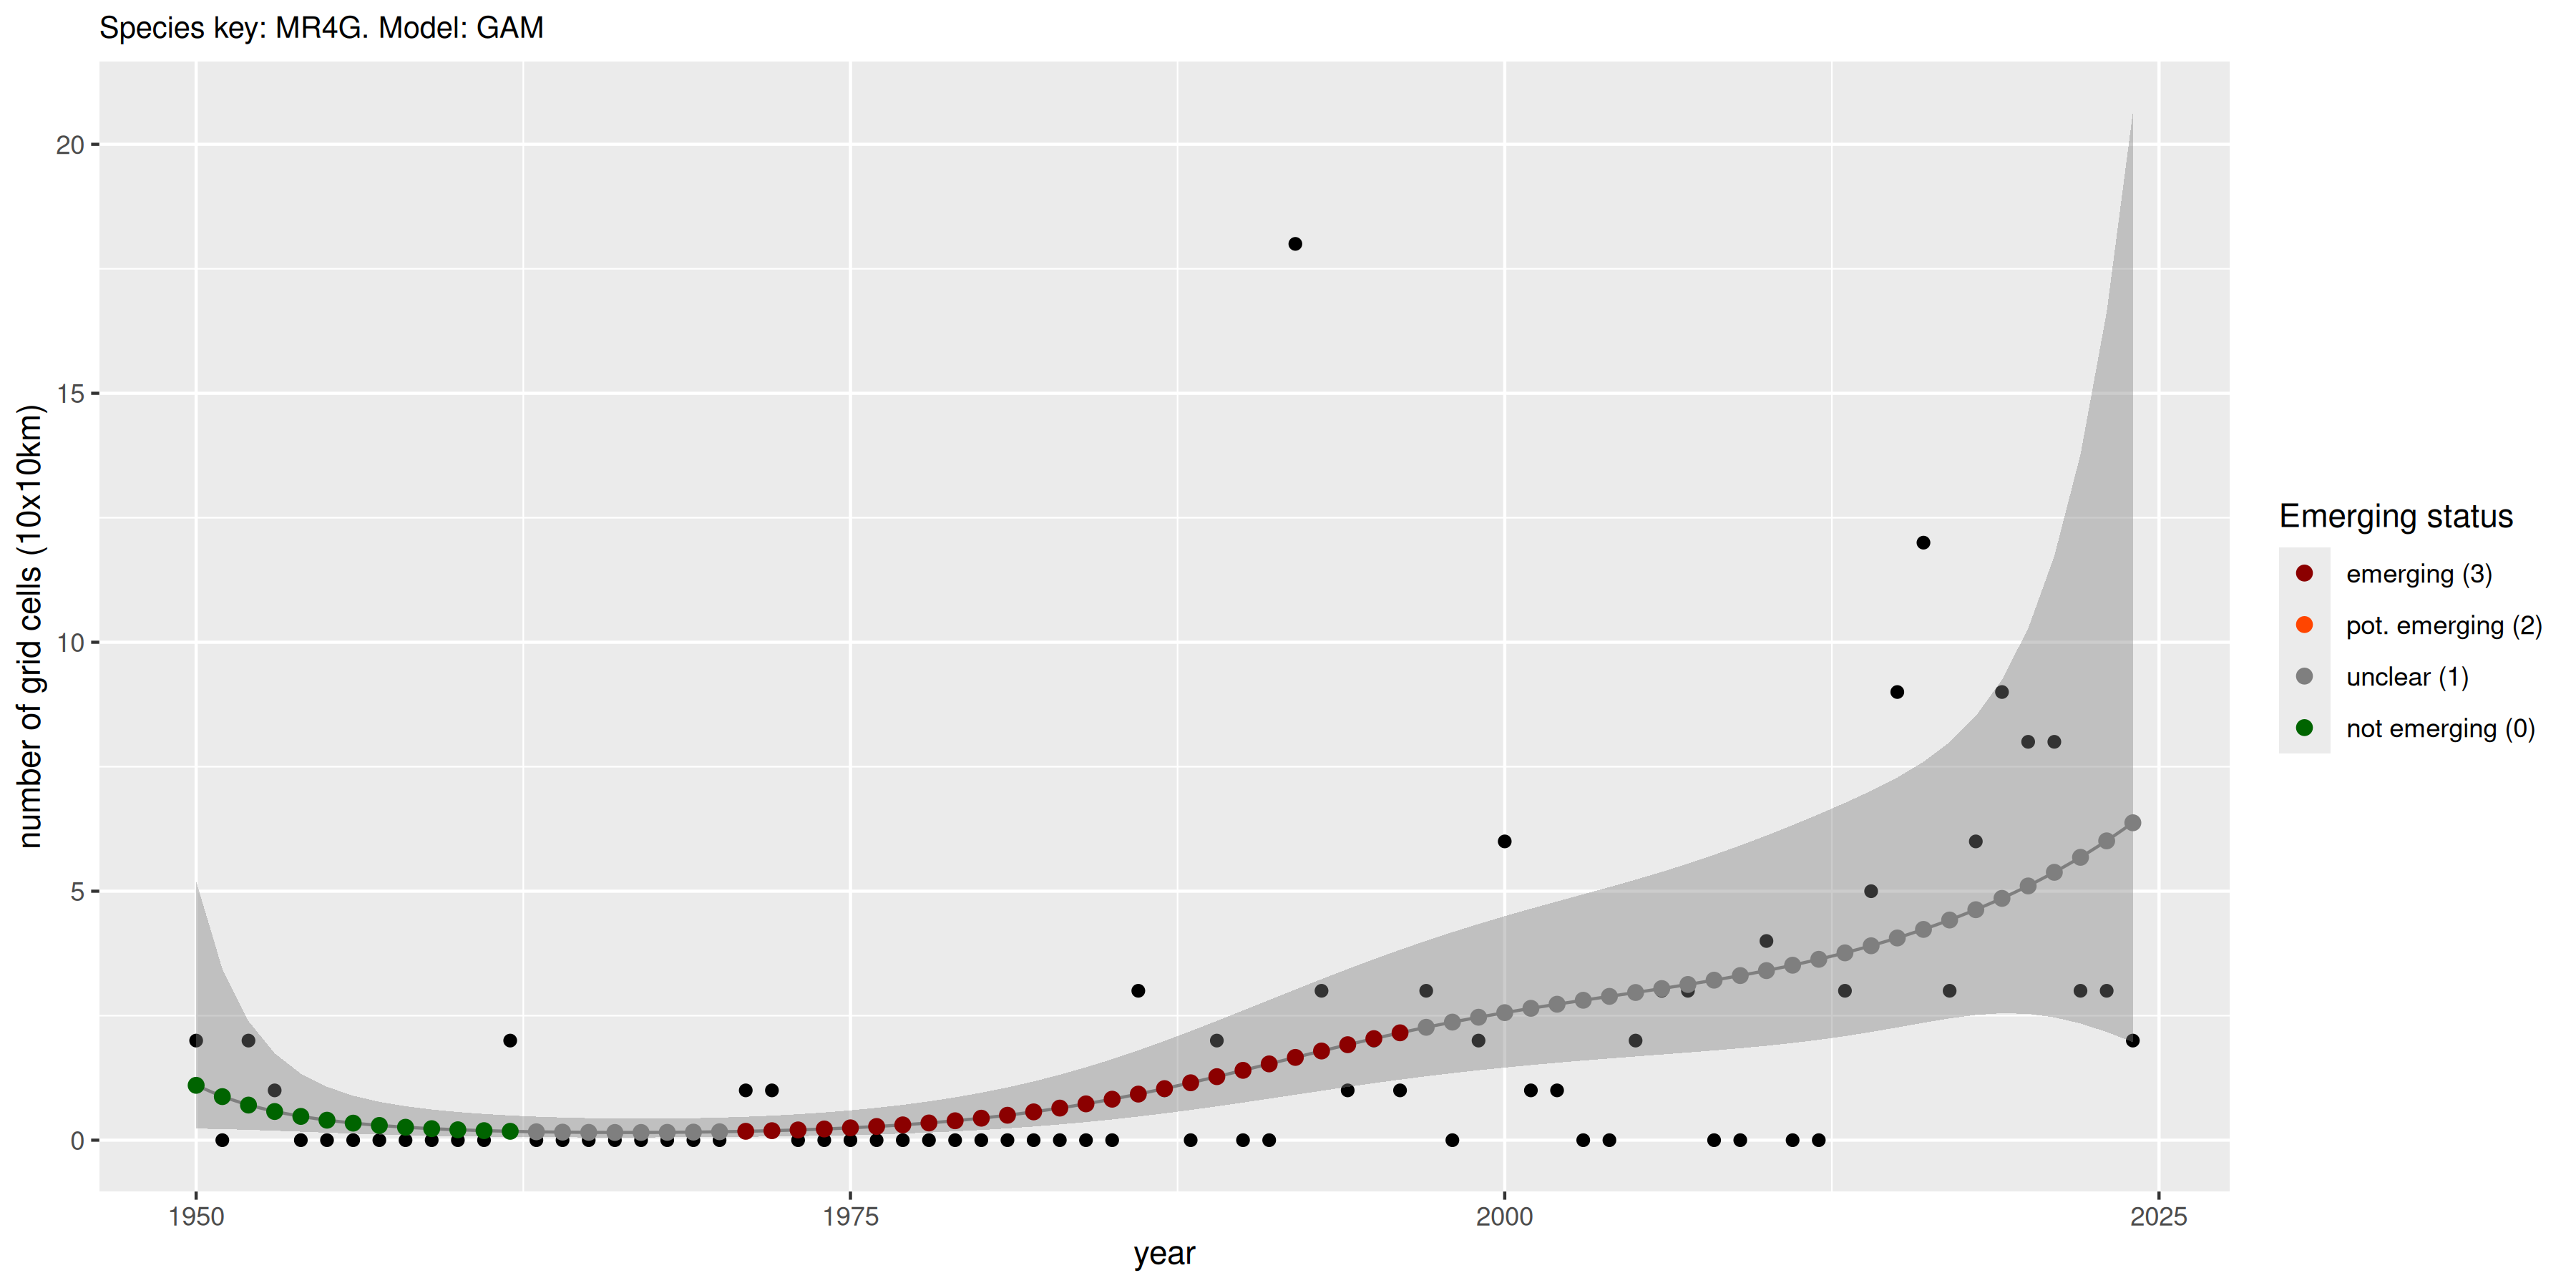 Species key: MR4G. Model: GAM
20
15
10
5
0
number of grid cells (10x10km)
1950
1975
2000
2025
year
Emerging status
emerging (3)
pot. emerging (2)
unclear (1)
not emerging (0)